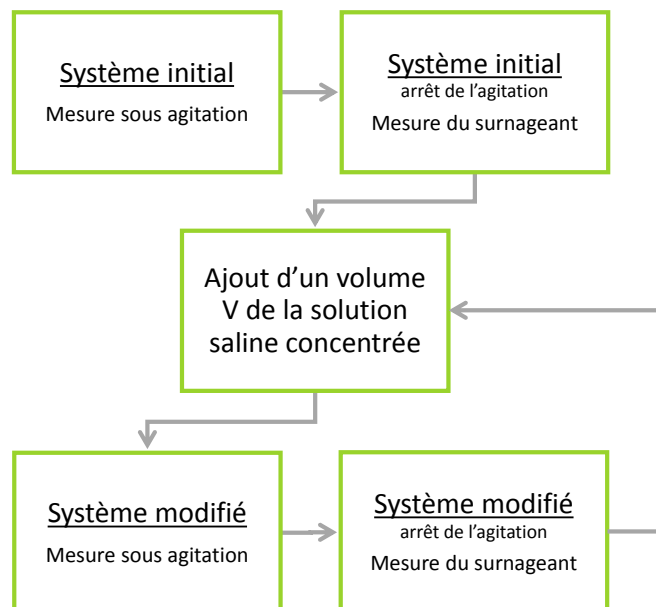 Système initial
Mesure sous agitation
Système initial
arrêt de l'agitation
Mesure du surnageant
Ajout d'un volume
V de la solution
saline concentrée
Système modifié
Mesure sous agitation
Système modifié
arrêt de l'agitation
Mesure du surnageant